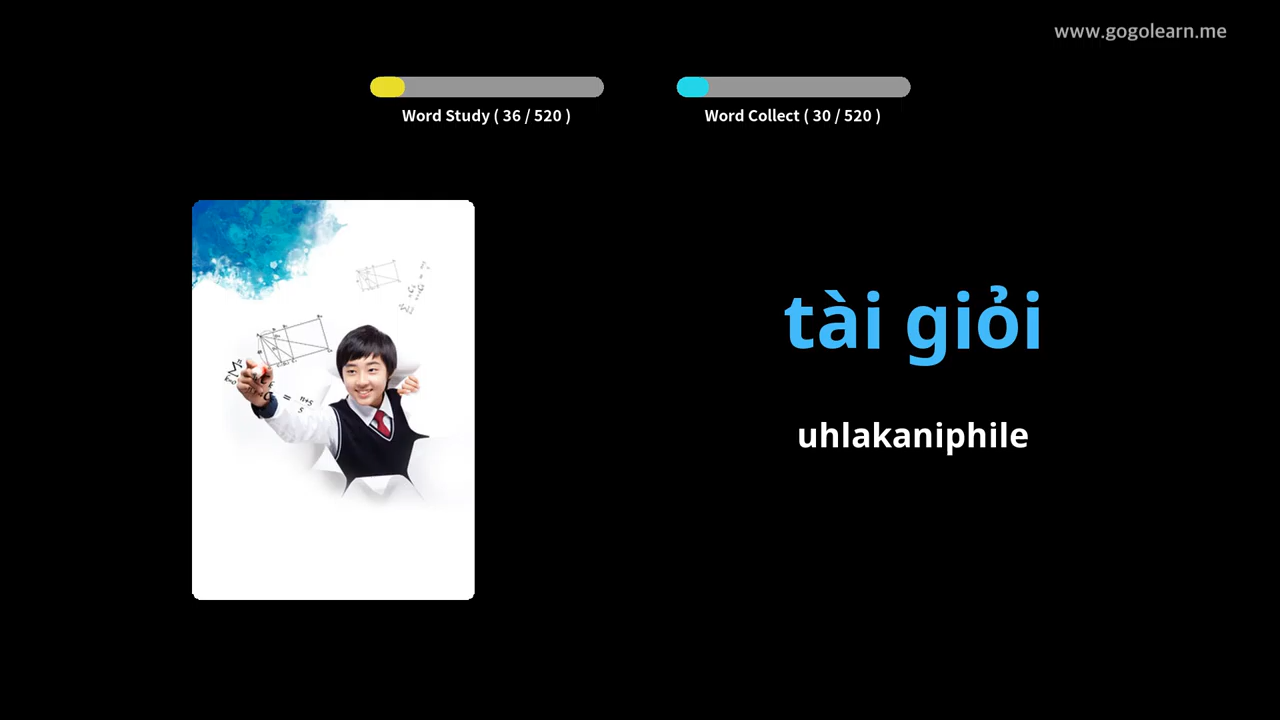 www.gogolearn.me
Word Study ( 36 / 520 )
Word Collect ( 30 / 520 )
tài giỏi
uhlakaniphile